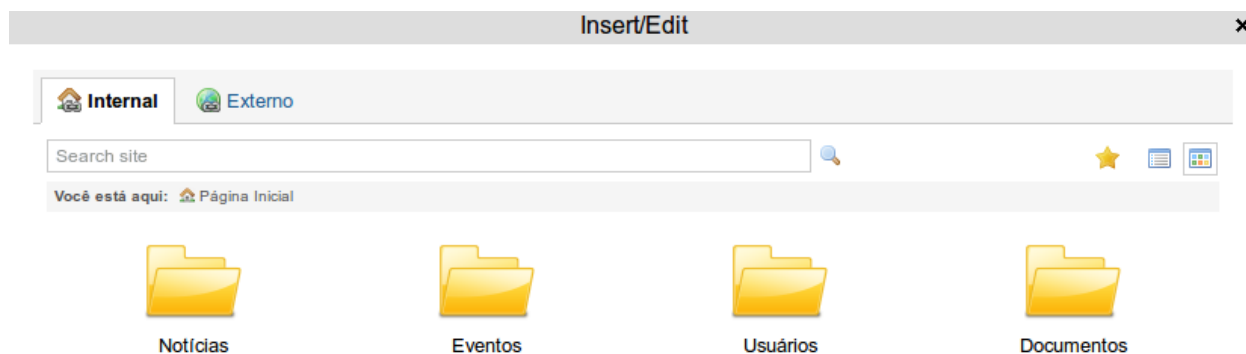 Insert/Edit
Internal Externo
Search site
Você está aqui: Página Inicial
Notícias Eventos Usuários Documentos